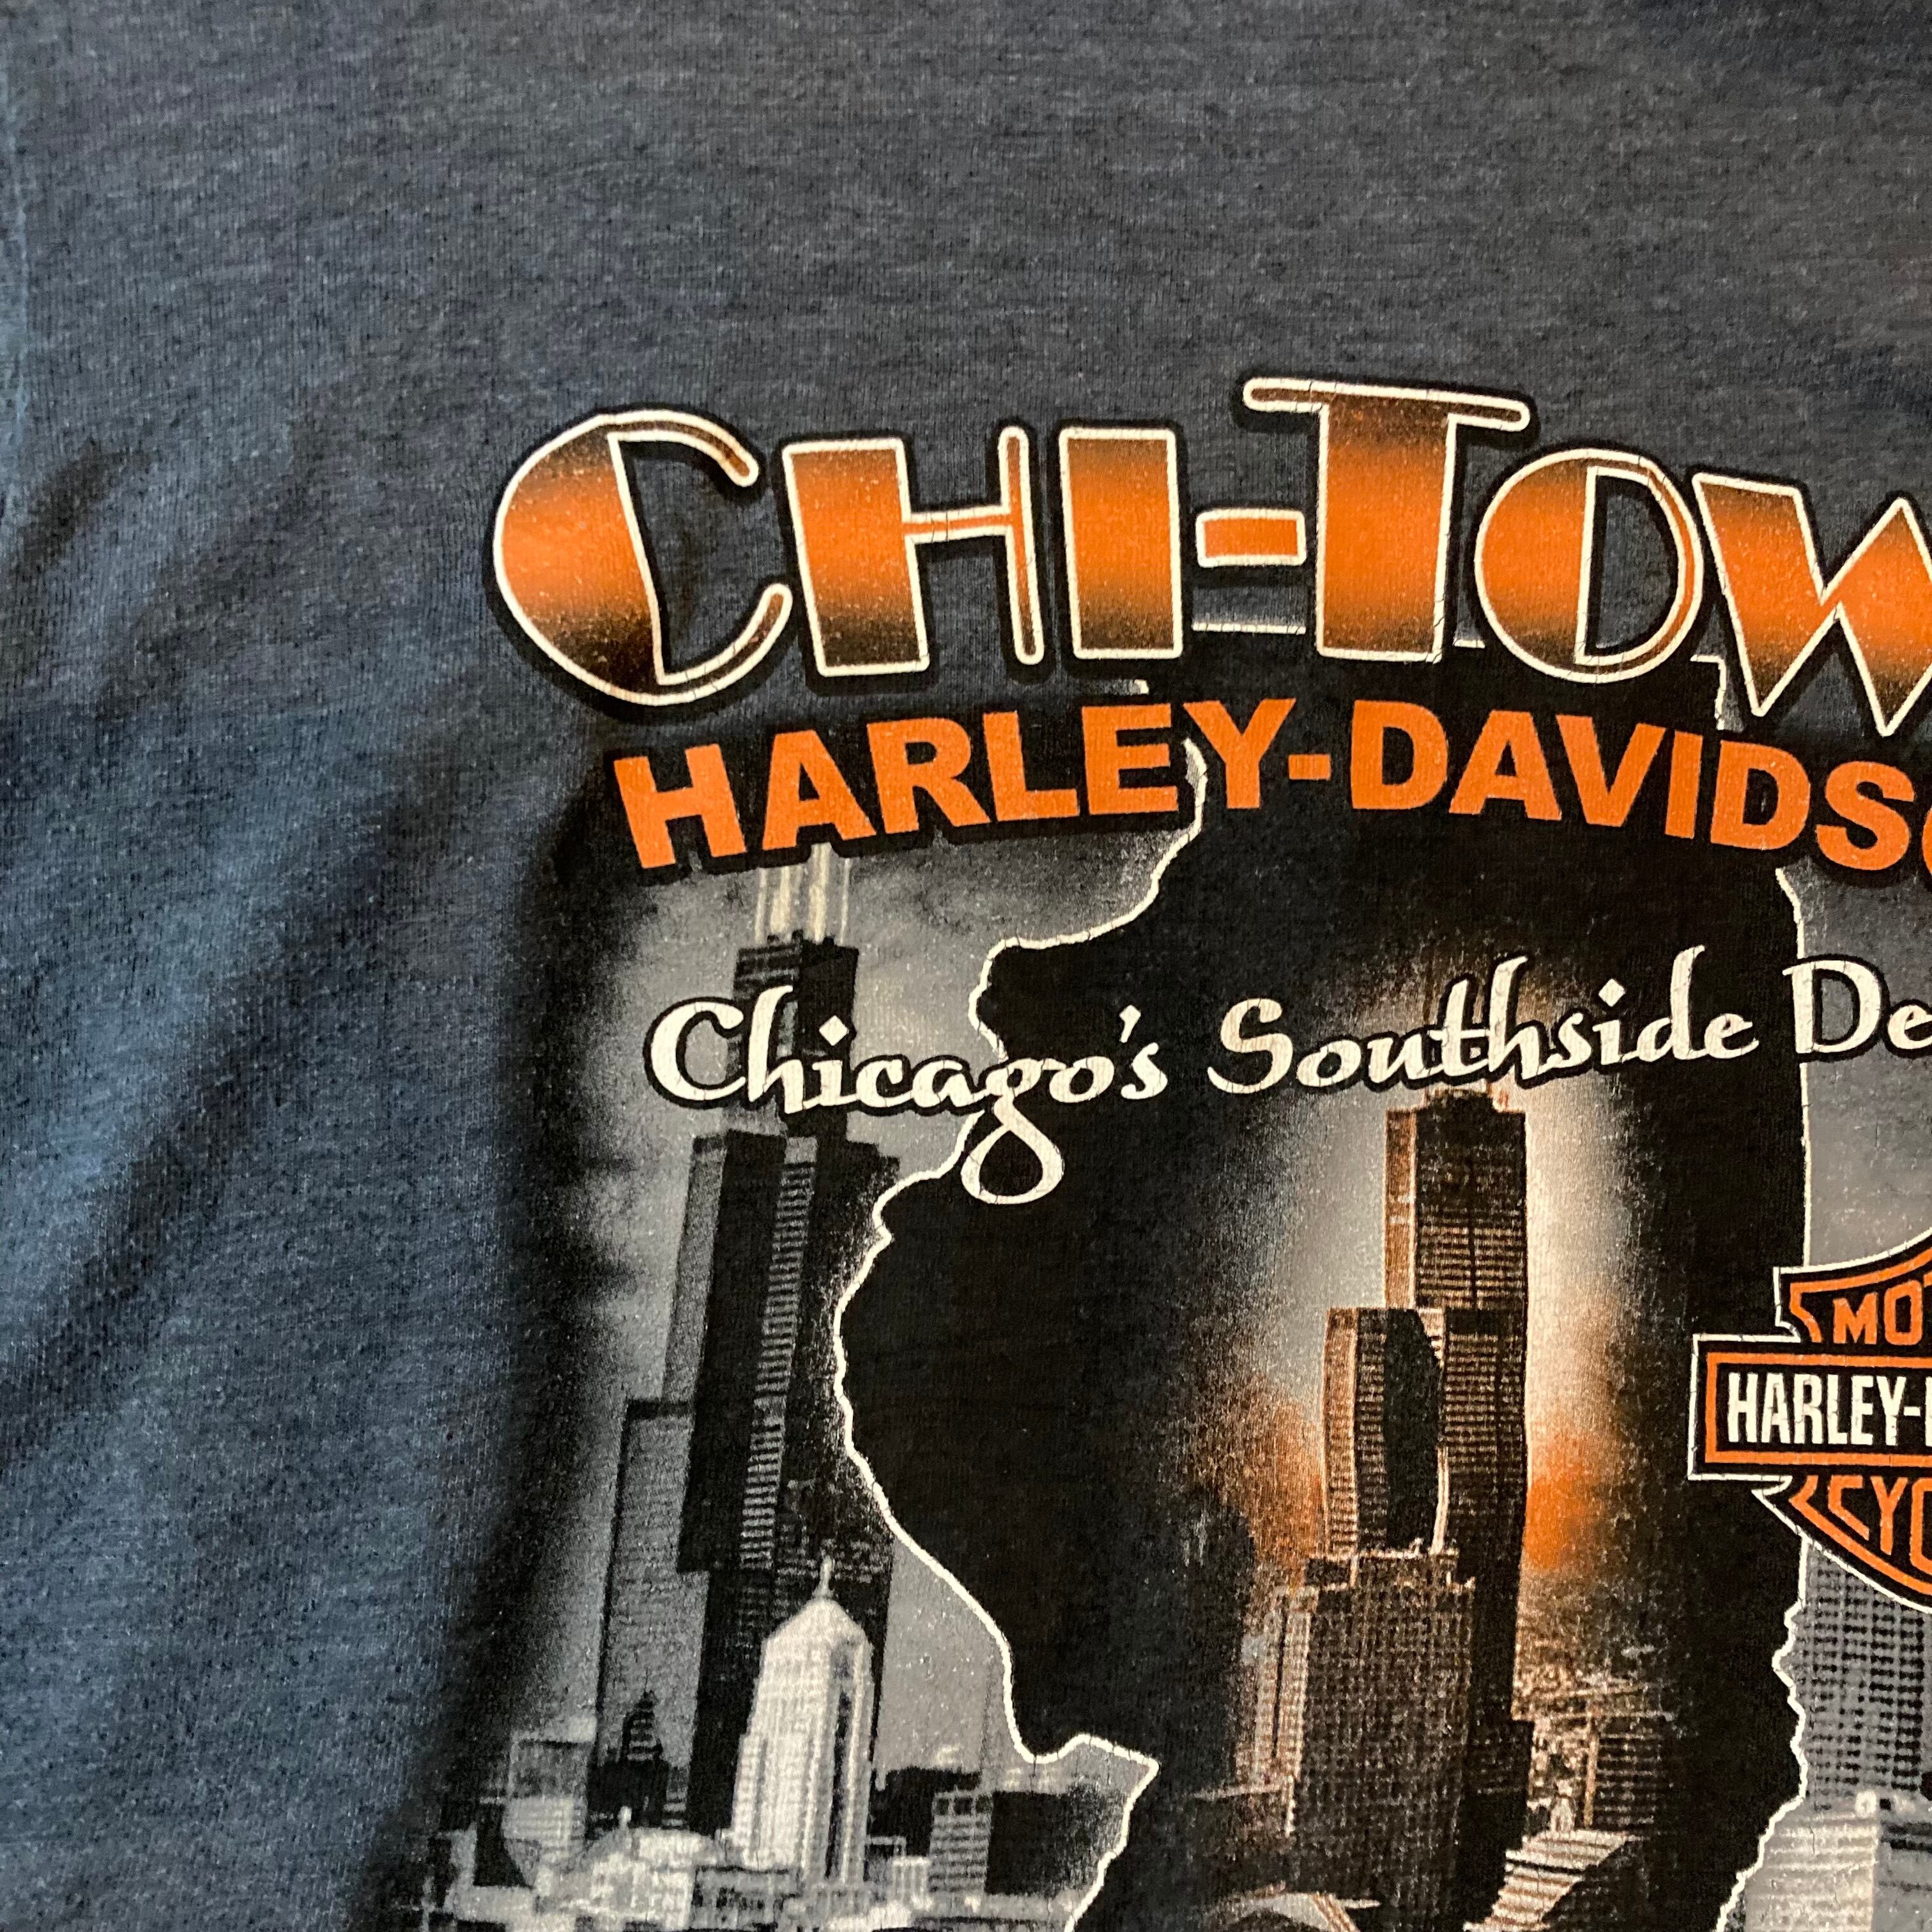 CHI-TOW
HARLEY-DAVIDSO
Chicago's Southside De
MO
HARLEY-
CYC